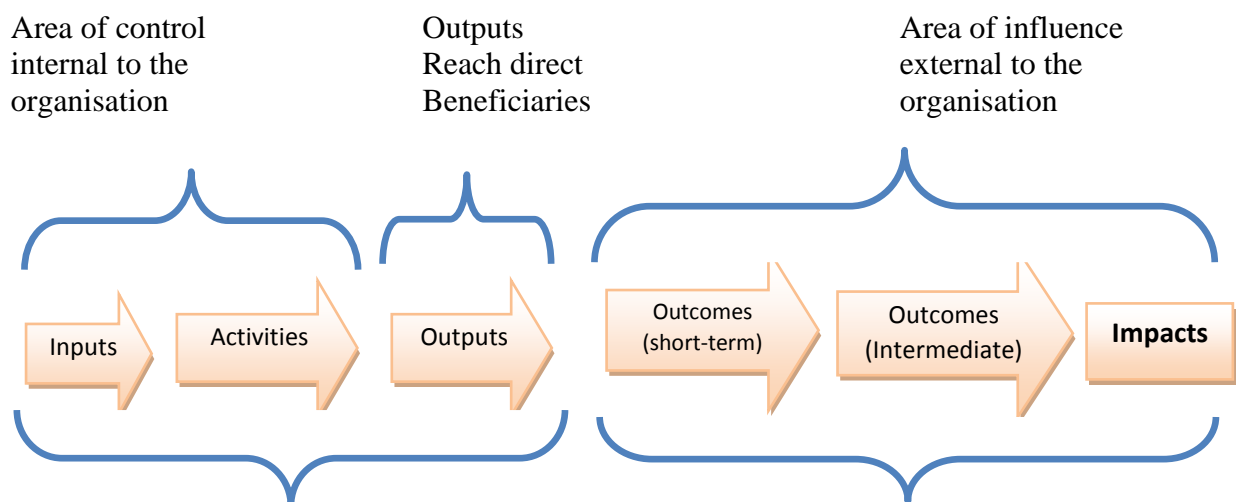 Area of control
internal to the
organisation
Outputs
Reach direct
Beneficiaries
Area of influence
external to the
organisation
Inputs
Activities
Outputs
Outcomes
(short-term)
Outcomes
(Intermediate)
Impacts